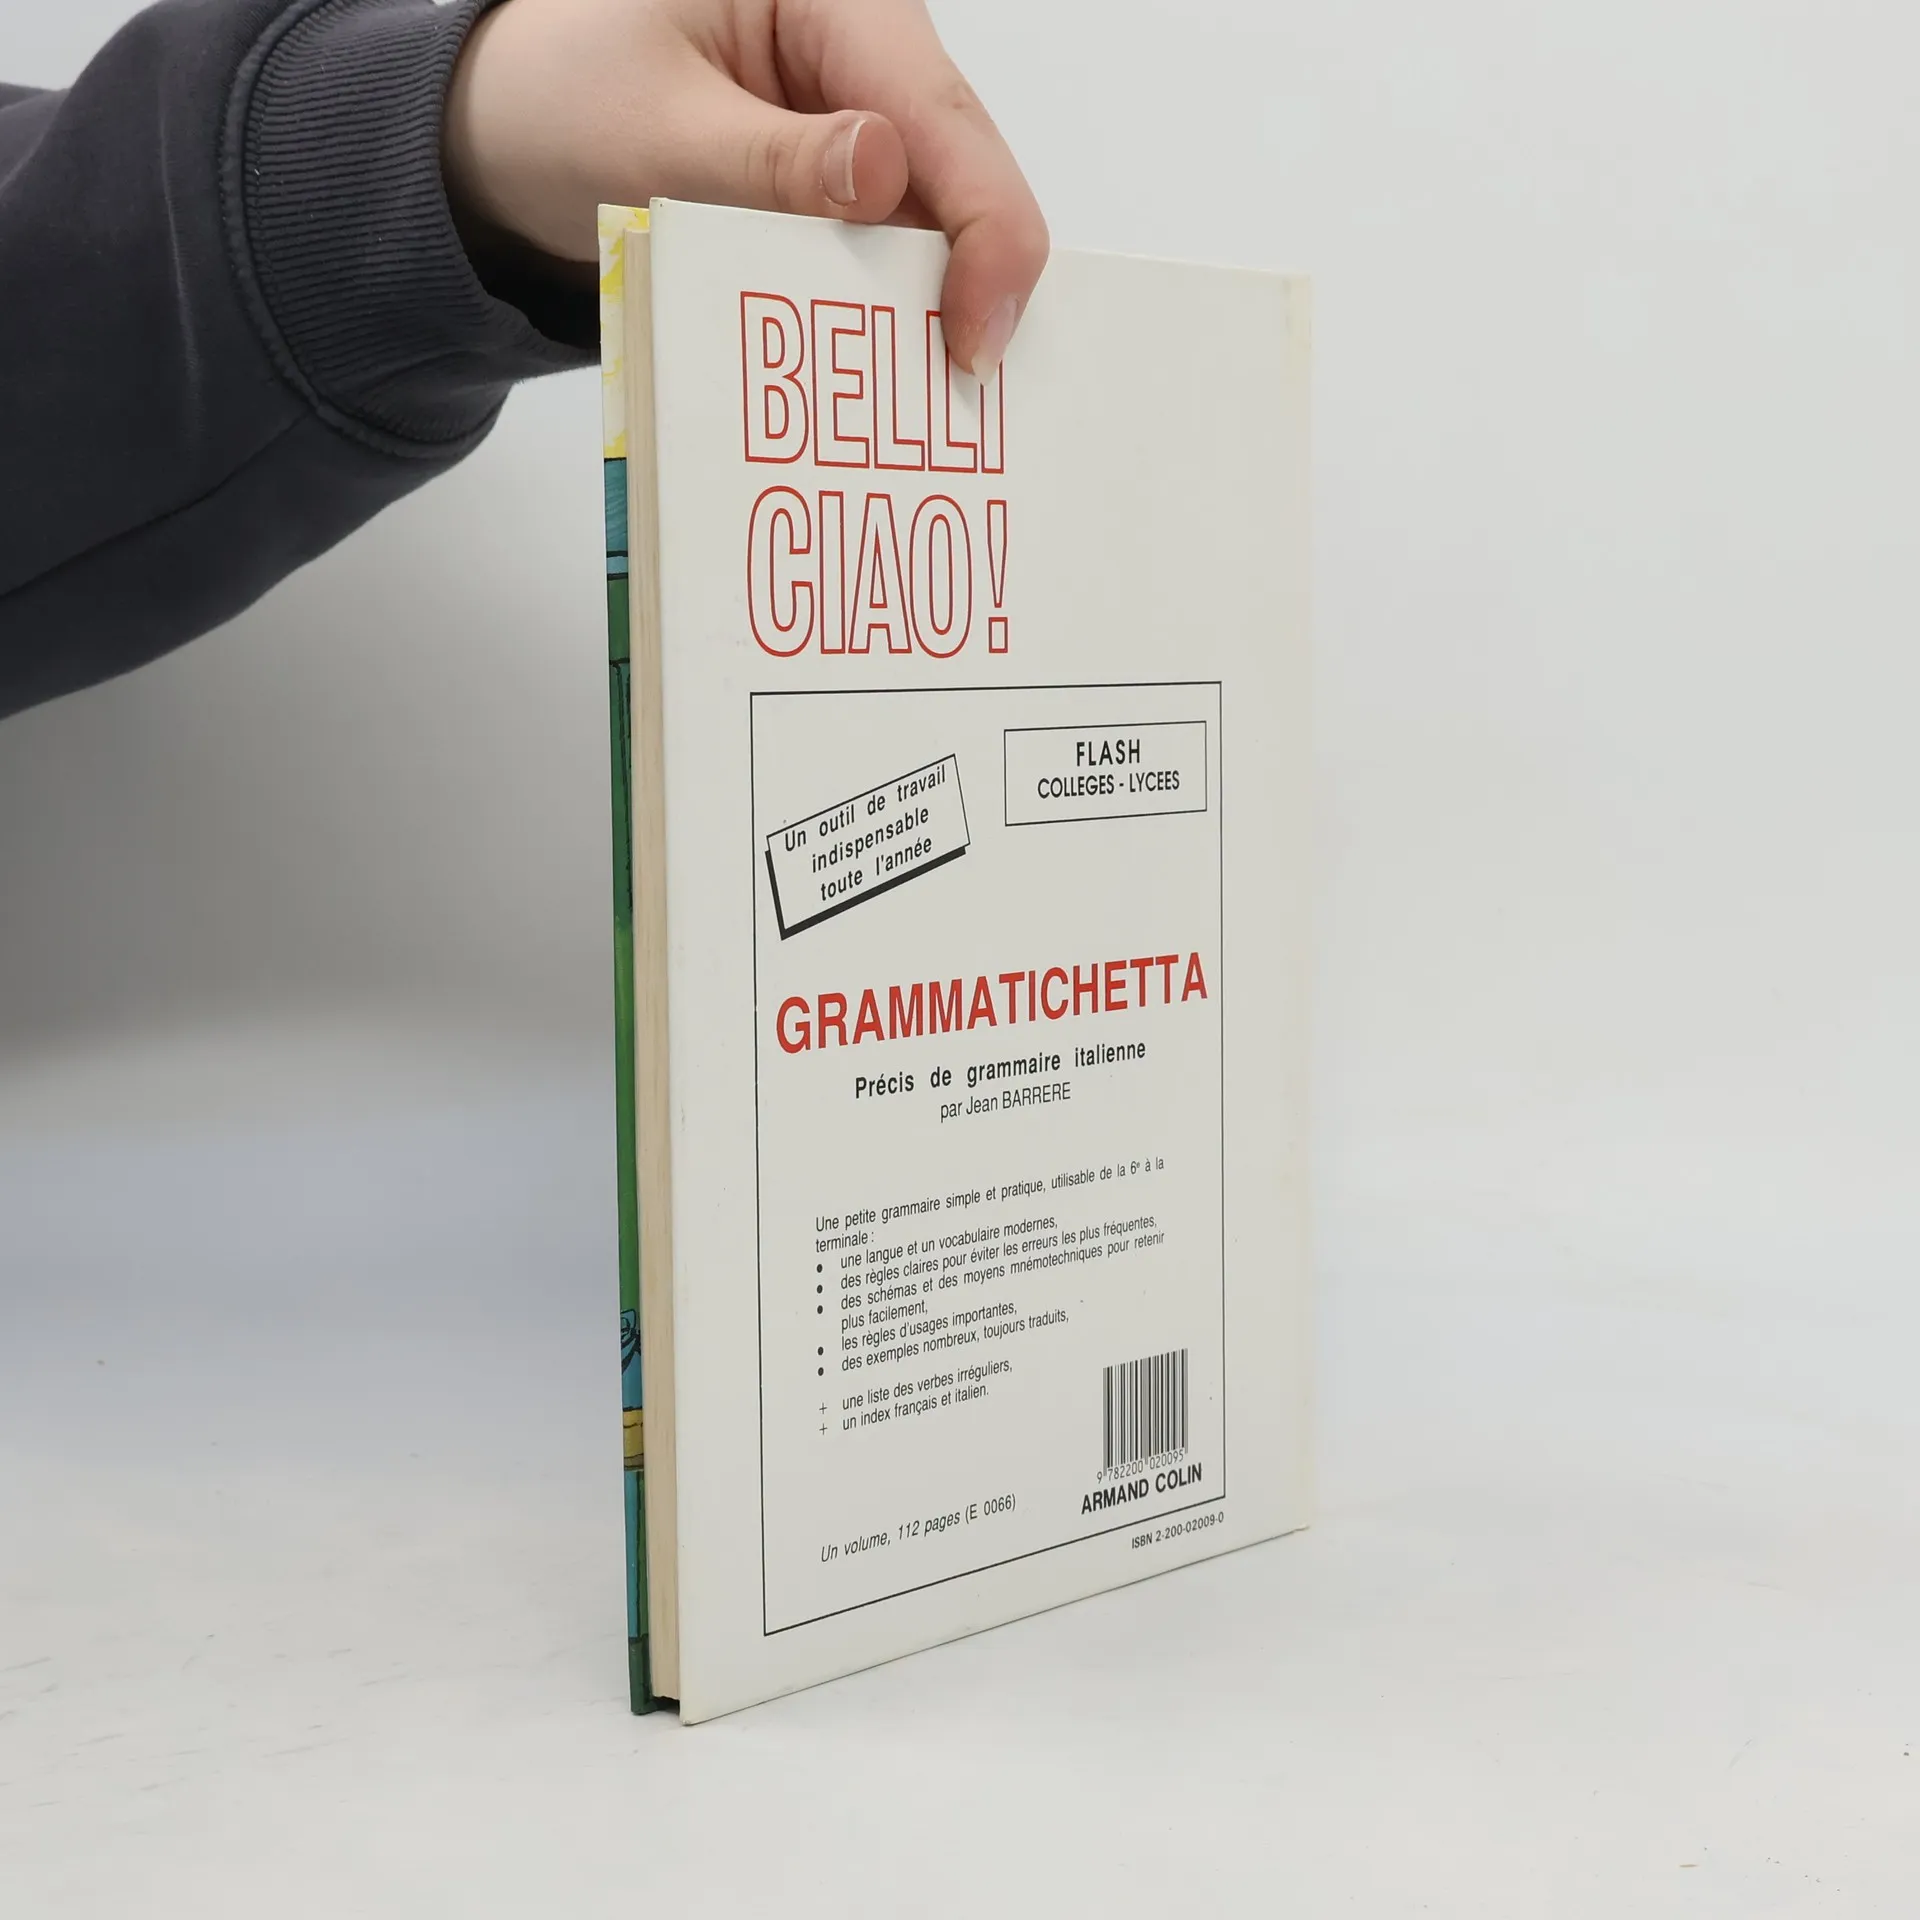 BELLI
CIAO!
FLASH
COLLEGES - LYCEES
Un outil de travail
indispensable
toute l'année
GRAMMATICHETTA
Précis de grammaire italienne
par Jean BARRERE
Une petite grammaire simple et pratique, utilisable de la 6e à la
terminale :
• une langue et un vocabulaire modernes,
• des règles claires pour éviter les erreurs les plus fréquentes,
• des schémas et des moyens mnémotechniques pour retenir
plus facilement,
• les règles d'usages importantes,
• des exemples nombreux, toujours traduits,
+ une liste des verbes irréguliers,
+ un index français et italien.
9 782200 020095
ARMAND COLIN
Un volume, 112 pages (E 0066)
ISBN 2-200-02009-0